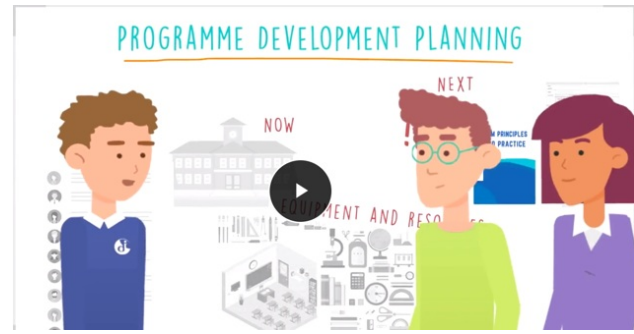 PROGRAMME DEVELOPMENT PLANNING
NEXT
NOW
PRINCIPLES
PRACTICE
EQUIPMENT AND